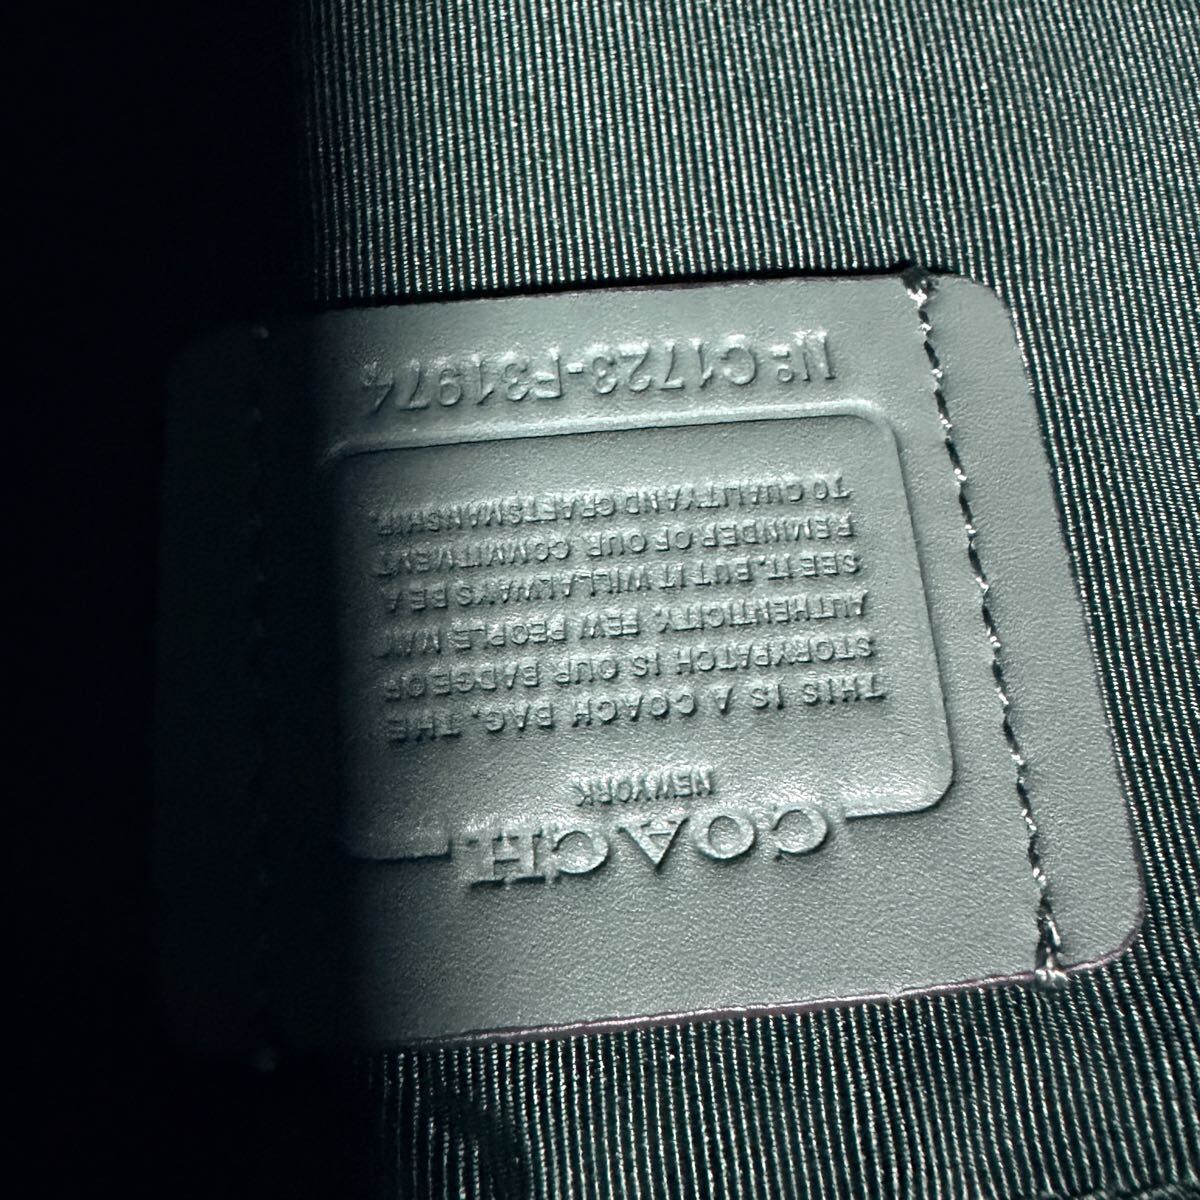 COACH
NEW YORK
THIS IS A COACH BAG. THE
STORYPATCH IS OUR BADGE OF
AUTHENTICITY. FEW PEOPLE MAY
SEE IT. BUT IT WILL ALWAYS BE A
REMINDER OF OUR COMMITMENT
TO QUALITY AND CRAFTSMANSHIP.
Nº C1723-F31974